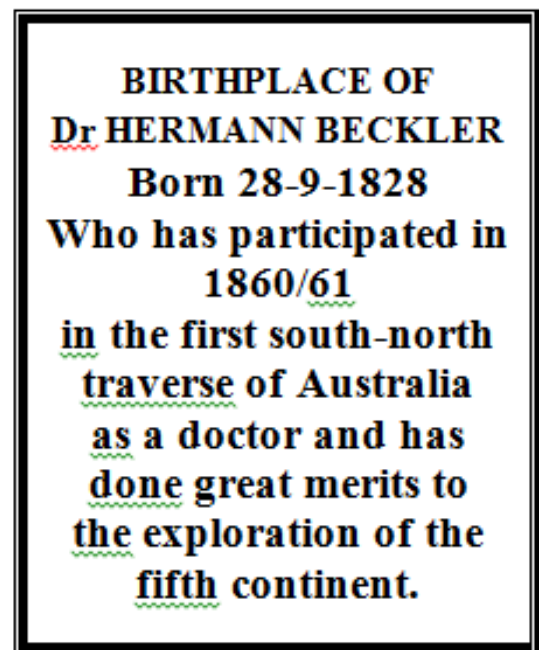 BIRTHPLACE OF
Dr HERMANN BECKLER
Born 28-9-1828
Who has participated in
1860/61
in the first south-north
traverse of Australia
as a doctor and has
done great merits to
the exploration of the
fifth continent.